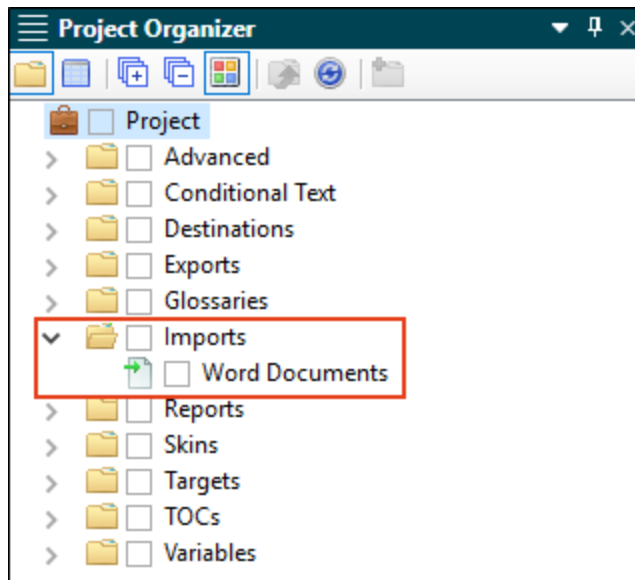 Project Organizer
Project
Advanced
Conditional Text
Destinations
Exports
Glossaries
Imports
Word Documents
Reports
Skins
Targets
TOCs
Variables